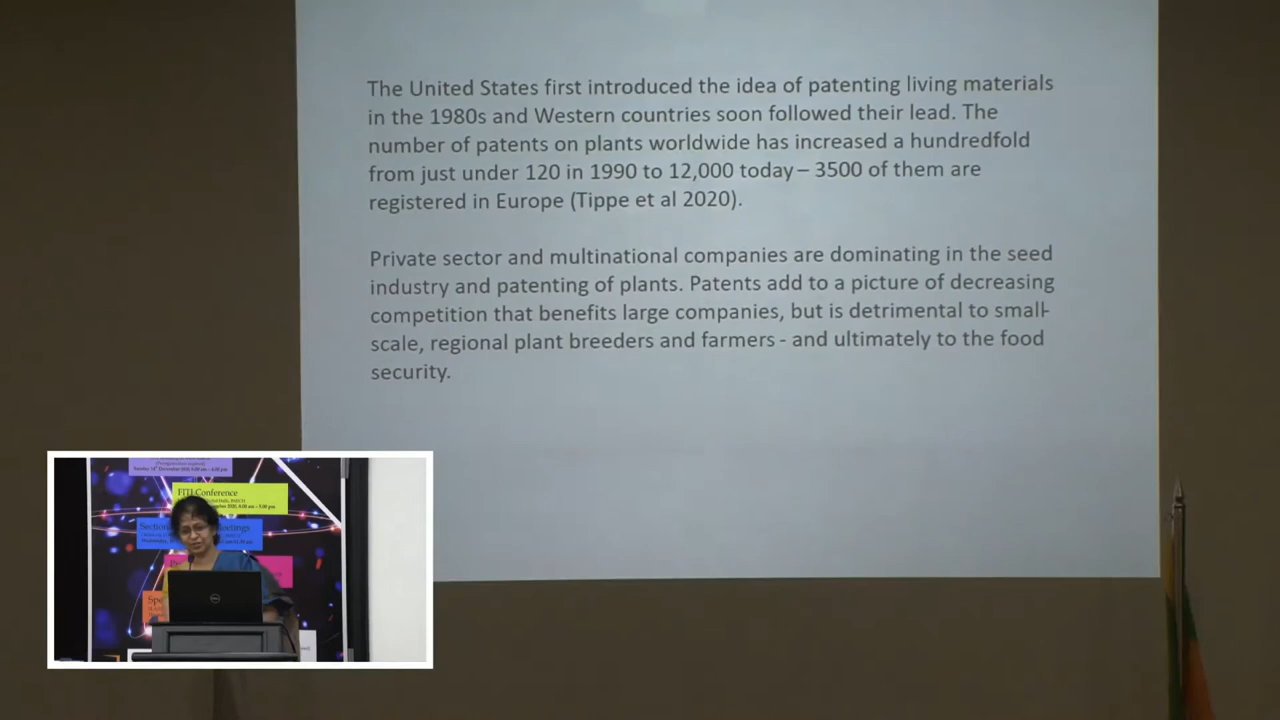 The United States first introduced the idea of patenting living materials
in the 1980s and Western countries soon followed their lead. The
number of patents on plants worldwide has increased a hundredfold
from just under 120 in 1990 to 12,000 today – 3500 of them are
registered in Europe (Tippe et al 2020).
Private sector and multinational companies are dominating in the seed
industry and patenting of plants. Patents add to a picture of decreasing
competition that benefits large companies, but is detrimental to small-
scale, regional plant breeders and farmers - and ultimately to the food
security.
FITI Conference
DELL